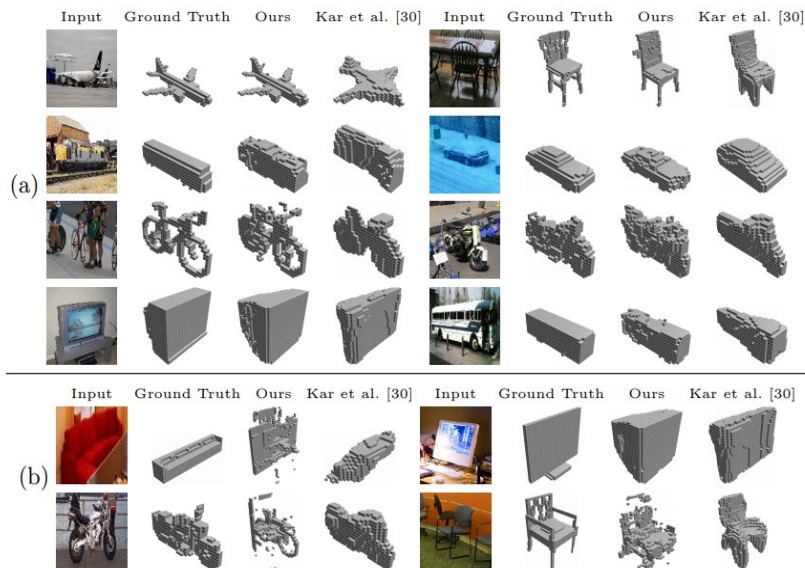 Input Ground Truth Ours Kar et al. [30] Input Ground Truth Ours Kar et al. [30]
(a)
Input Ground Truth Ours Kar et al. [30] Input Ground Truth Ours Kar et al. [30]
(b)